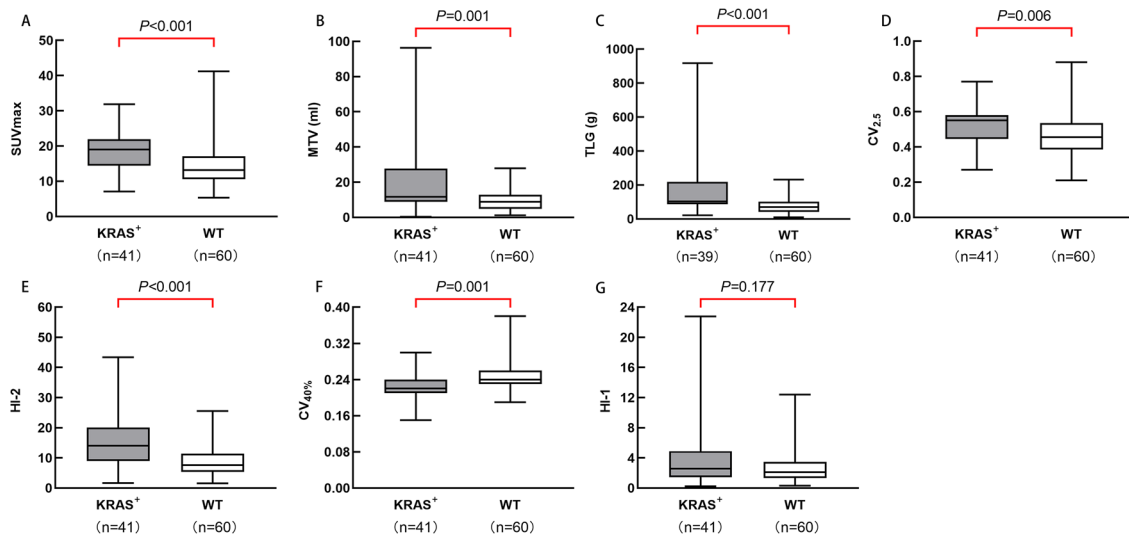 A
P<0.001
SUVmax
50
40
30
20
10
0
KRAS+ WT
(n=41) (n=60)
B
P=0.001
MTV (ml)
100
80
60
40
20
0
KRAS+ WT
(n=41) (n=60)
C
P<0.001
TLG (g)
1000
800
600
400
200
0
KRAS+ WT
(n=39) (n=60)
D
P=0.006
CV2.5
1.0
0.8
0.6
0.4
0.2
0.0
KRAS+ WT
(n=41) (n=60)
E
P<0.001
HI-2
60
50
40
30
20
10
0
KRAS+ WT
(n=41) (n=60)
F
P=0.001
CV40%
0.40
0.32
0.24
0.16
0.08
0.00
KRAS+ WT
(n=41) (n=60)
G
P=0.177
HI-1
24
20
16
12
8
4
0
KRAS+ WT
(n=41) (n=60)